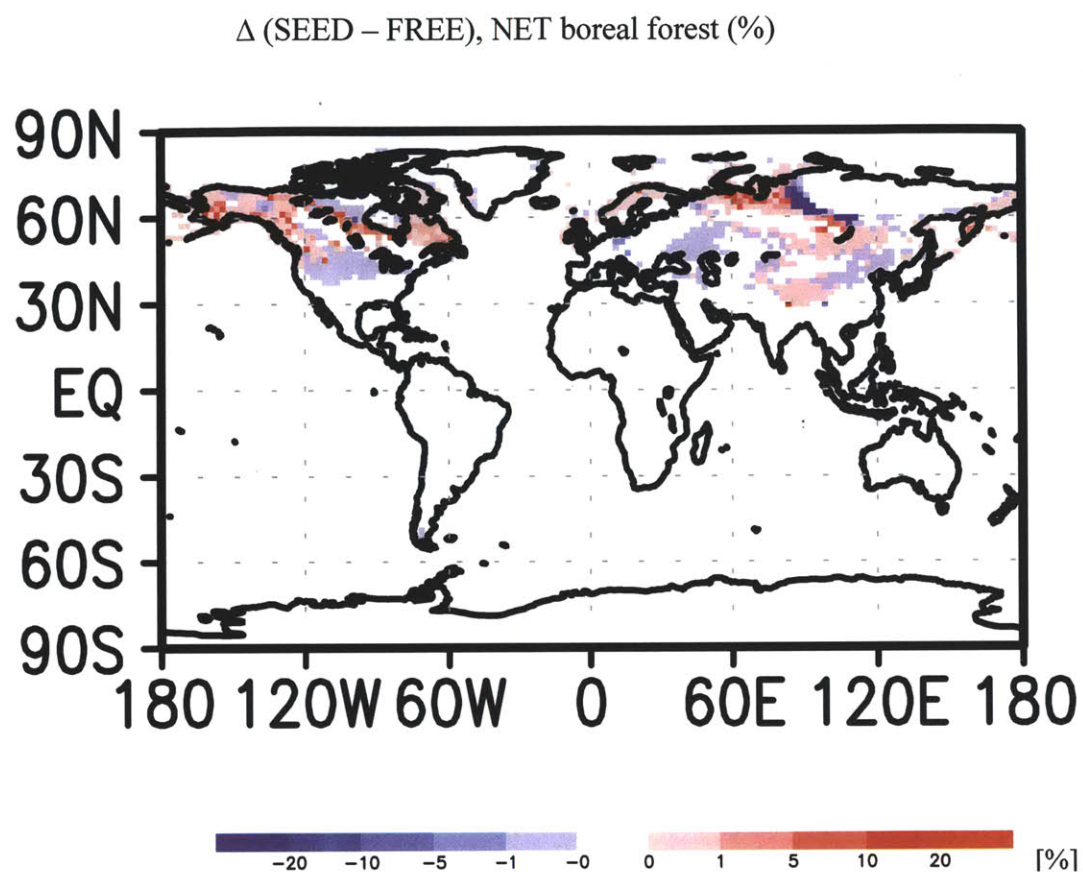 Δ (SEED – FREE), NET boreal forest (%)
90N
60N
30N
EQ
30S
60S
90S
180 120W 60W 0 60E 120E 180
-20 -10 -5 -1 -0 0 1 5 10 20 [%]